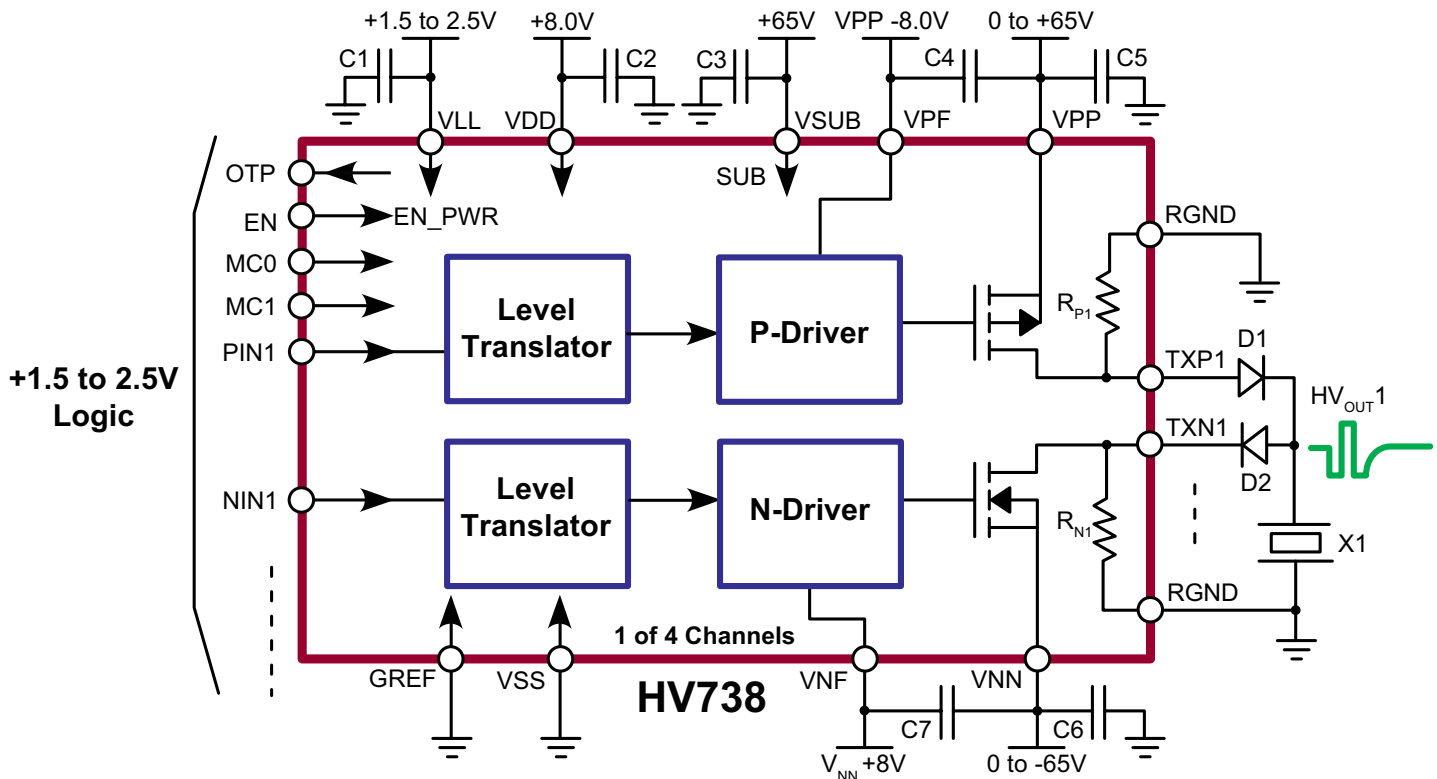 +1.5 to 2.5V
+8.0V
+65V
VPP -8.0V
0 to +65V
C1
C2
C3
C4
C5
VLL
VDD
VSUB
VPF
VPP
OTP
SUB
EN
EN_PWR
RGND
MC0
MC1
PIN1
Level
Translator
P-Driver
RP1
D1
TXP1
+1.5 to 2.5V
Logic
HVOUT1
TXN1
D2
NIN1
Level
Translator
N-Driver
RN1
X1
RGND
1 of 4 Channels
GREF
VSS
HV738
VNF
VNN
C7
C6
VNN +8V
0 to -65V